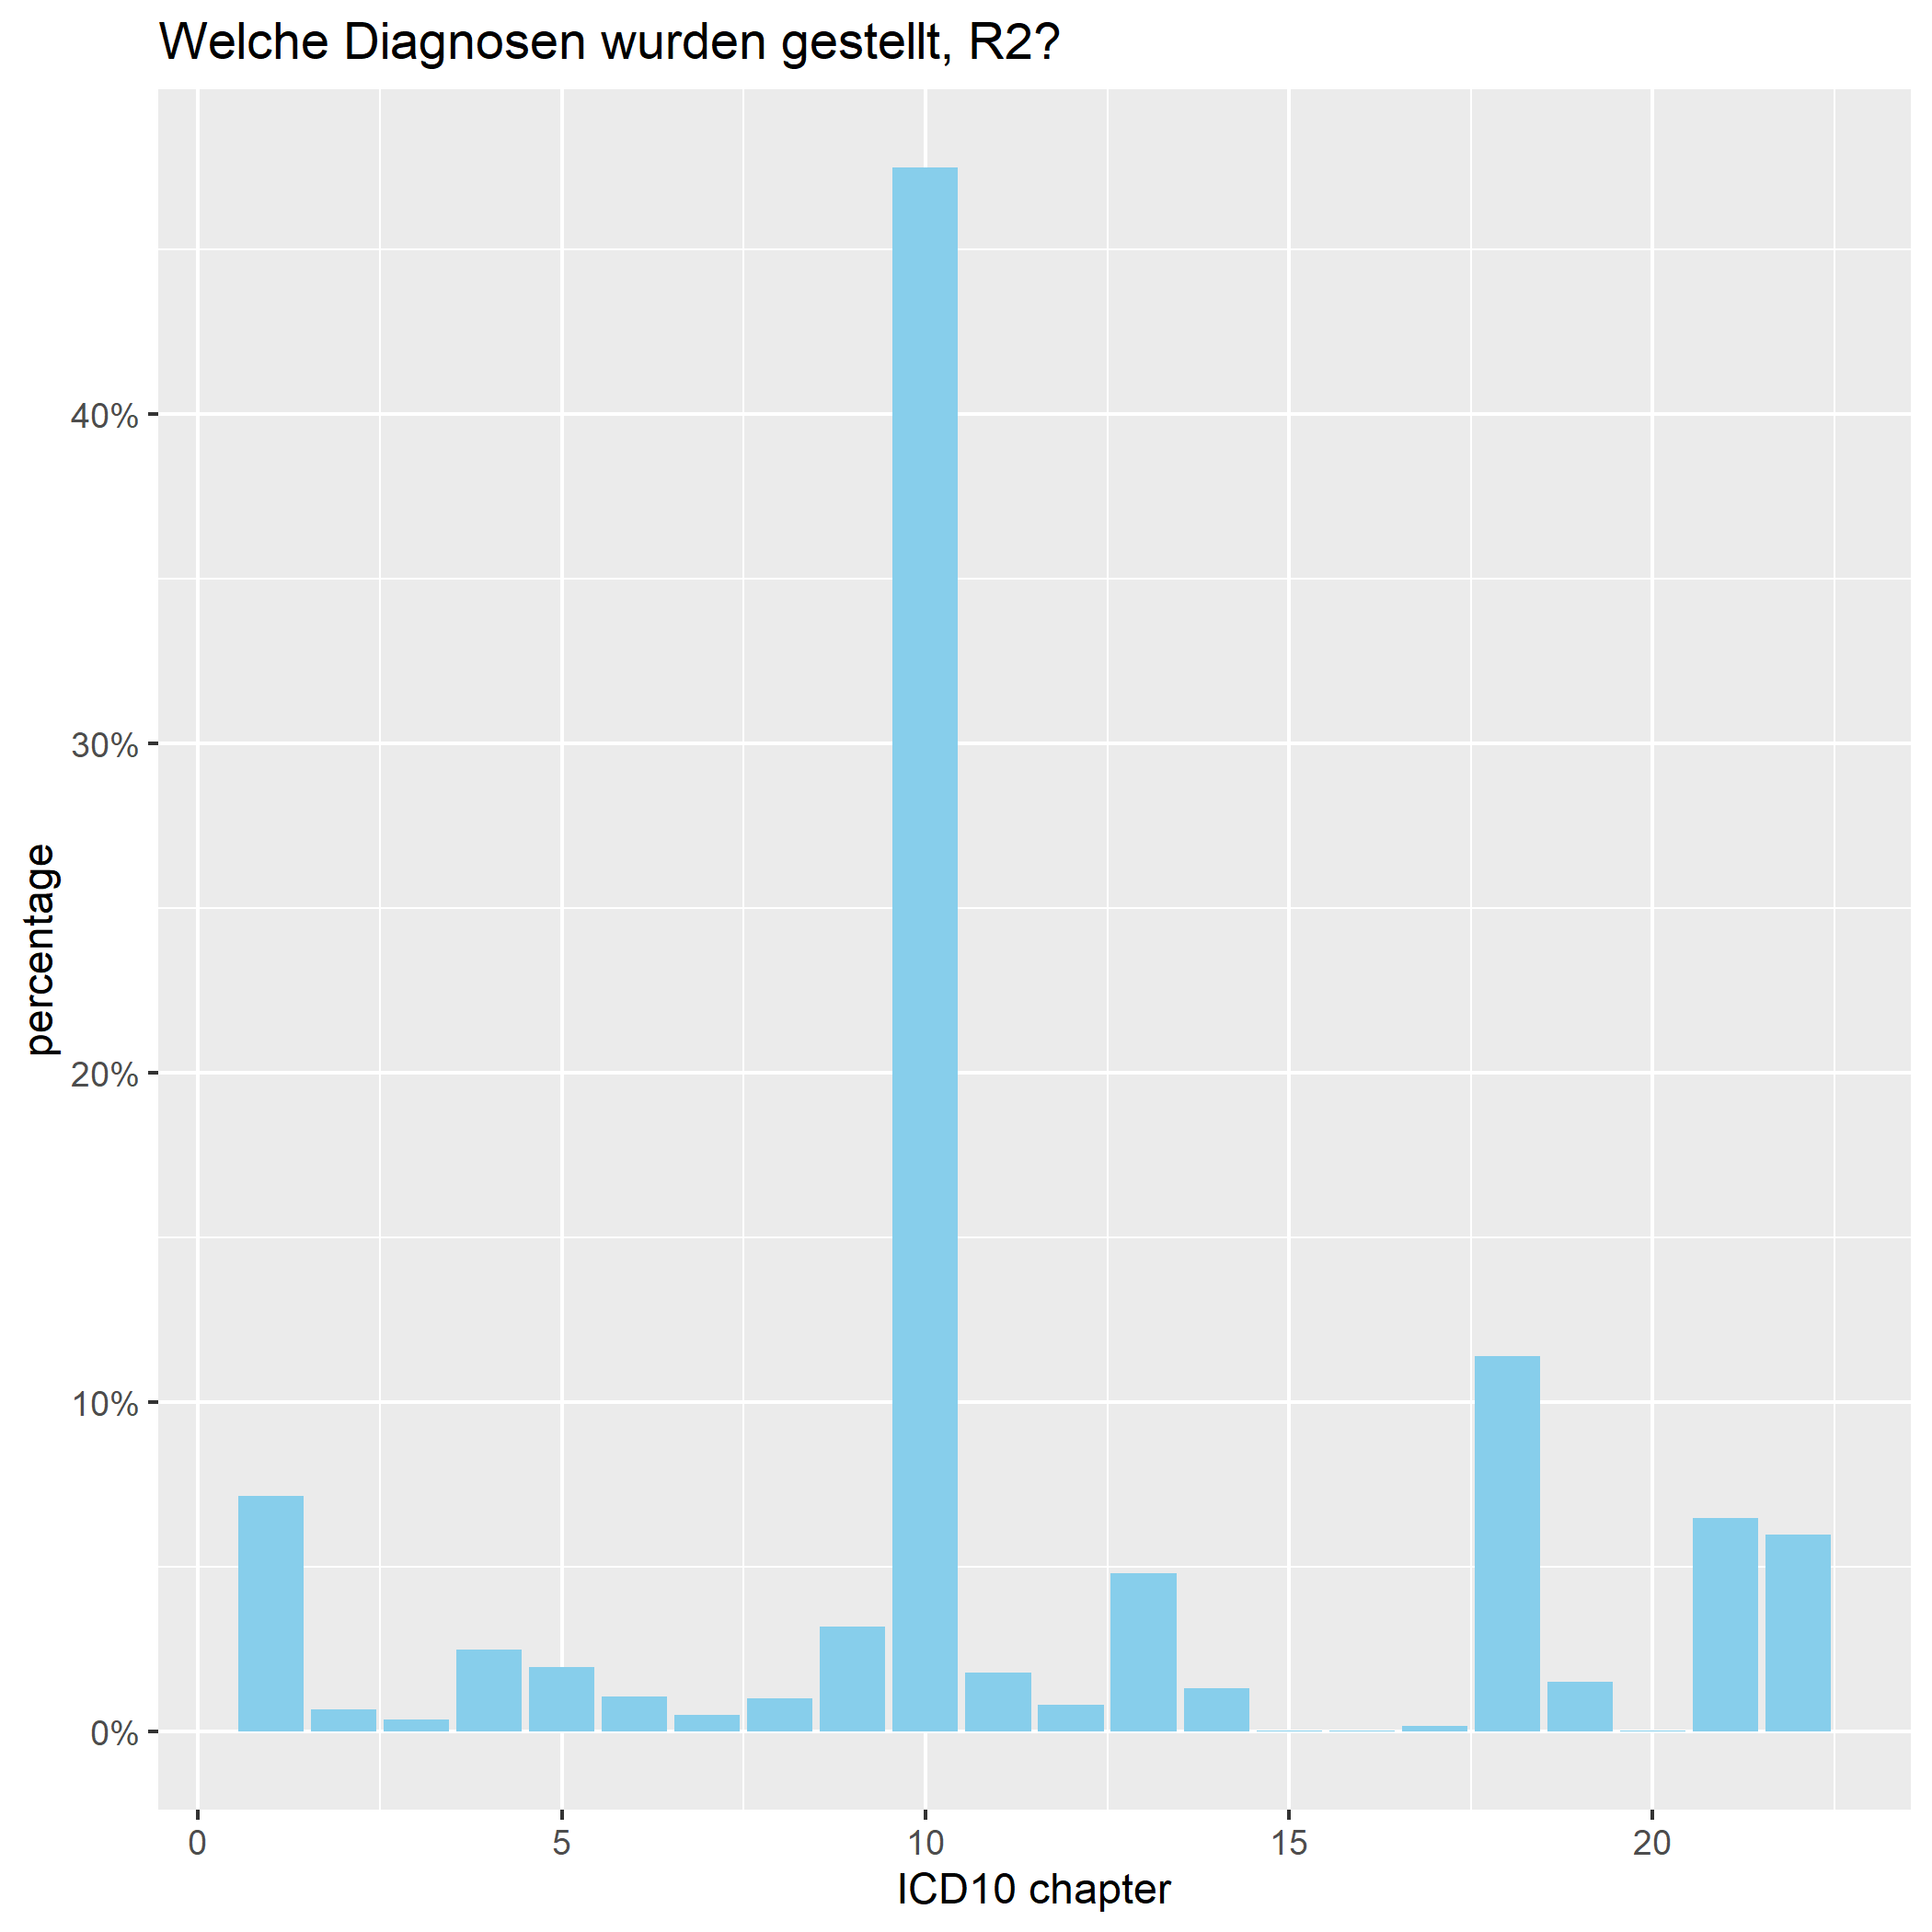 Welche Diagnosen wurden gestellt, R2?
percentage
40%
30%
20%
10%
0%
0 5 10 15 20
ICD10 chapter